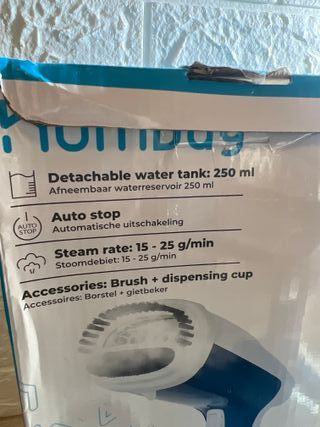 Detachable water tank: 250 ml
Afneembaar waterreservoir 250 ml
AUTO
STOP
Auto stop
Automatische uitschakeling
Steam rate: 15 - 25 g/min
Stoomdebiet: 15 - 25 g/min
Accessories: Brush + dispensing cup
Accessoires: Borstel + gietbeker